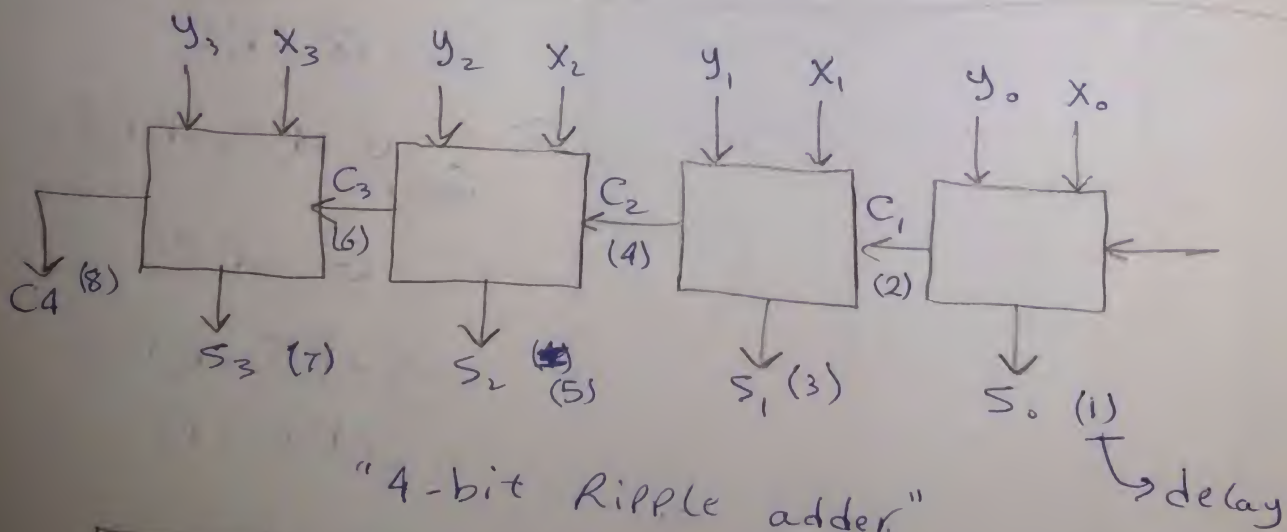 y₃ x₃ y₂ x₂ y₁ x₁ y₀ x₀
C₃ C₂ C₁
(6) (4) (2)
C4 (8)
S₃ (7) S₂ (5) S₁ (3) S₀ (1)
"4-bit Ripple adder"
delay